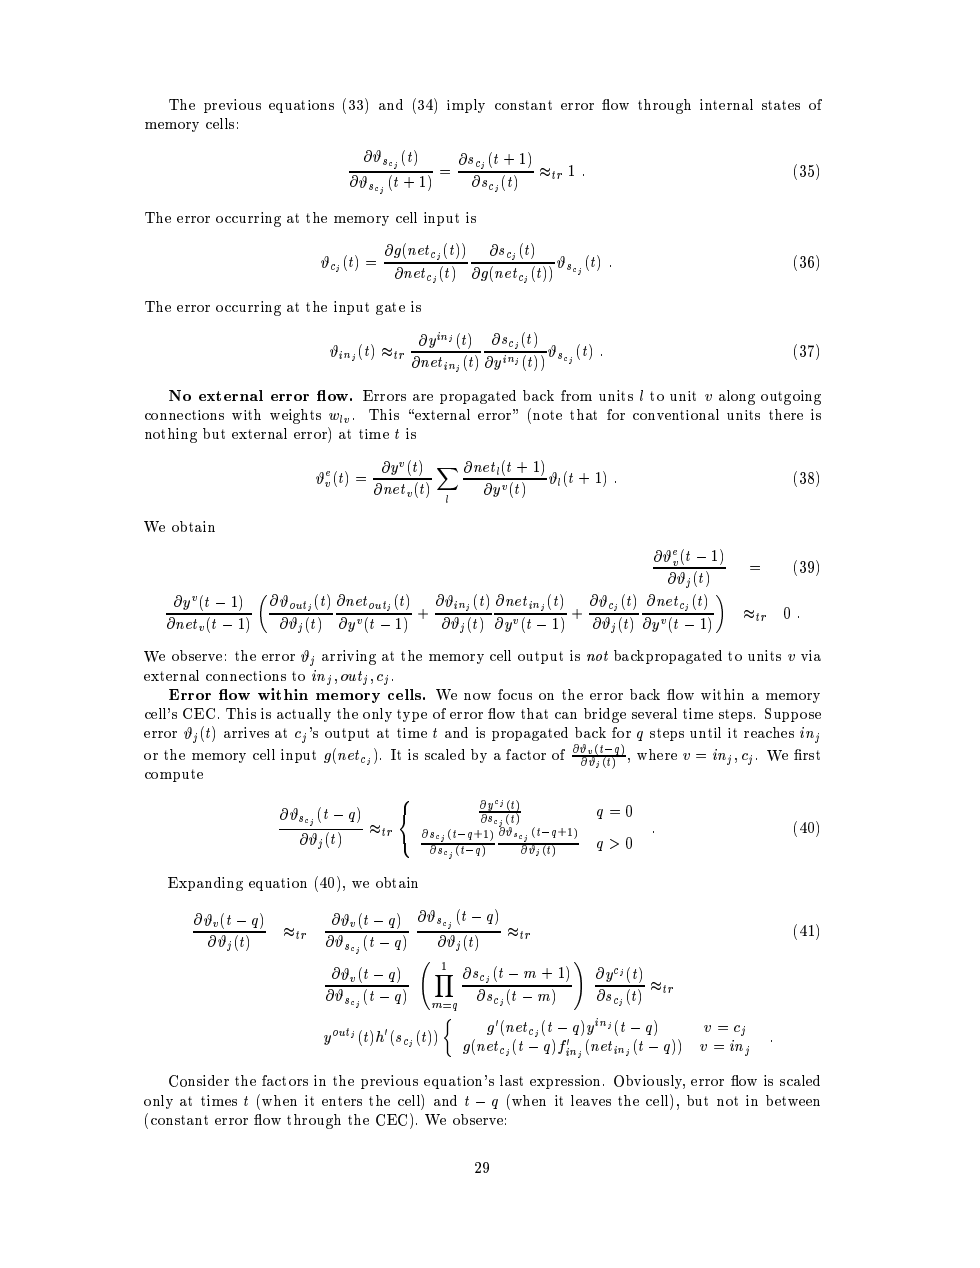 The previous equations (33) and (34) imply constant error flow through internal states of
memory cells:
∂ϑ_{s_{c_j}}(t) / ∂ϑ_{s_{c_j}}(t + 1) = ∂s_{c_j}(t + 1) / ∂s_{c_j}(t) ≈_{tr} 1 . (35)
The error occurring at the memory cell input is
ϑ_{c_j}(t) = ∂g(net_{c_j}(t)) / ∂net_{c_j}(t) ∂s_{c_j}(t) / ∂g(net_{c_j}(t)) ϑ_{s_{c_j}}(t) . (36)
The error occurring at the input gate is
ϑ_{in_j}(t) ≈_{tr} ∂y^{in_j}(t) / ∂net_{in_j}(t) ∂s_{c_j}(t) / ∂y^{in_j}(t)) ϑ_{s_{c_j}}(t) . (37)
No external error flow. Errors are propagated back from units l to unit v along outgoing
connections with weights w_{lv}. This “external error” (note that for conventional units there is
nothing but external error) at time t is
ϑ_v^e(t) = ∂y^v(t) / ∂net_v(t) ∑_l ∂net_l(t + 1) / ∂y^v(t) ϑ_l(t + 1) . (38)
We obtain
∂ϑ_v^e(t − 1) / ∂ϑ_j(t) = (39)
∂y^v(t − 1) / ∂net_v(t − 1) ( ∂ϑ_{out_j}(t) / ∂ϑ_j(t) ∂net_{out_j}(t) / ∂y^v(t − 1) + ∂ϑ_{in_j}(t) / ∂ϑ_j(t) ∂net_{in_j}(t) / ∂y^v(t − 1) + ∂ϑ_{c_j}(t) / ∂ϑ_j(t) ∂net_{c_j}(t) / ∂y^v(t − 1) ) ≈_{tr} 0 .
We observe: the error ϑ_j arriving at the memory cell output is not backpropagated to units v via
external connections to in_j, out_j, c_j.
Error flow within memory cells. We now focus on the error back flow within a memory
cell's CEC. This is actually the only type of error flow that can bridge several time steps. Suppose
error ϑ_j(t) arrives at c_j's output at time t and is propagated back for q steps until it reaches in_j
or the memory cell input g(net_{c_j}). It is scaled by a factor of ∂ϑ_v(t−q) / ∂ϑ_j(t), where v = in_j, c_j. We first
compute
∂ϑ_{s_{c_j}}(t − q) / ∂ϑ_j(t) ≈_{tr} { ∂y^{c_j}(t) / ∂s_{c_j}(t) q = 0
∂s_{c_j}(t−q+1) / ∂s_{c_j}(t−q) ∂ϑ_{s_{c_j}}(t−q+1) / ∂ϑ_j(t) q > 0 . (40)
Expanding equation (40), we obtain
∂ϑ_v(t − q) / ∂ϑ_j(t) ≈_{tr} ∂ϑ_v(t − q) / ∂ϑ_{s_{c_j}}(t − q) ∂ϑ_{s_{c_j}}(t − q) / ∂ϑ_j(t) ≈_{tr} (41)
∂ϑ_v(t − q) / ∂ϑ_{s_{c_j}}(t − q) ( ∏_{m=q}^{1} ∂s_{c_j}(t − m + 1) / ∂s_{c_j}(t − m) ) ∂y^{c_j}(t) / ∂s_{c_j}(t) ≈_{tr}
y^{out_j}(t)h′(s_{c_j}(t)) { g′(net_{c_j}(t − q)y^{in_j}(t − q) v = c_j
g(net_{c_j}(t − q)f′_{in_j}(net_{in_j}(t − q)) v = in_j .
Consider the factors in the previous equation's last expression. Obviously, error flow is scaled
only at times t (when it enters the cell) and t − q (when it leaves the cell), but not in between
(constant error flow through the CEC). We observe:
29